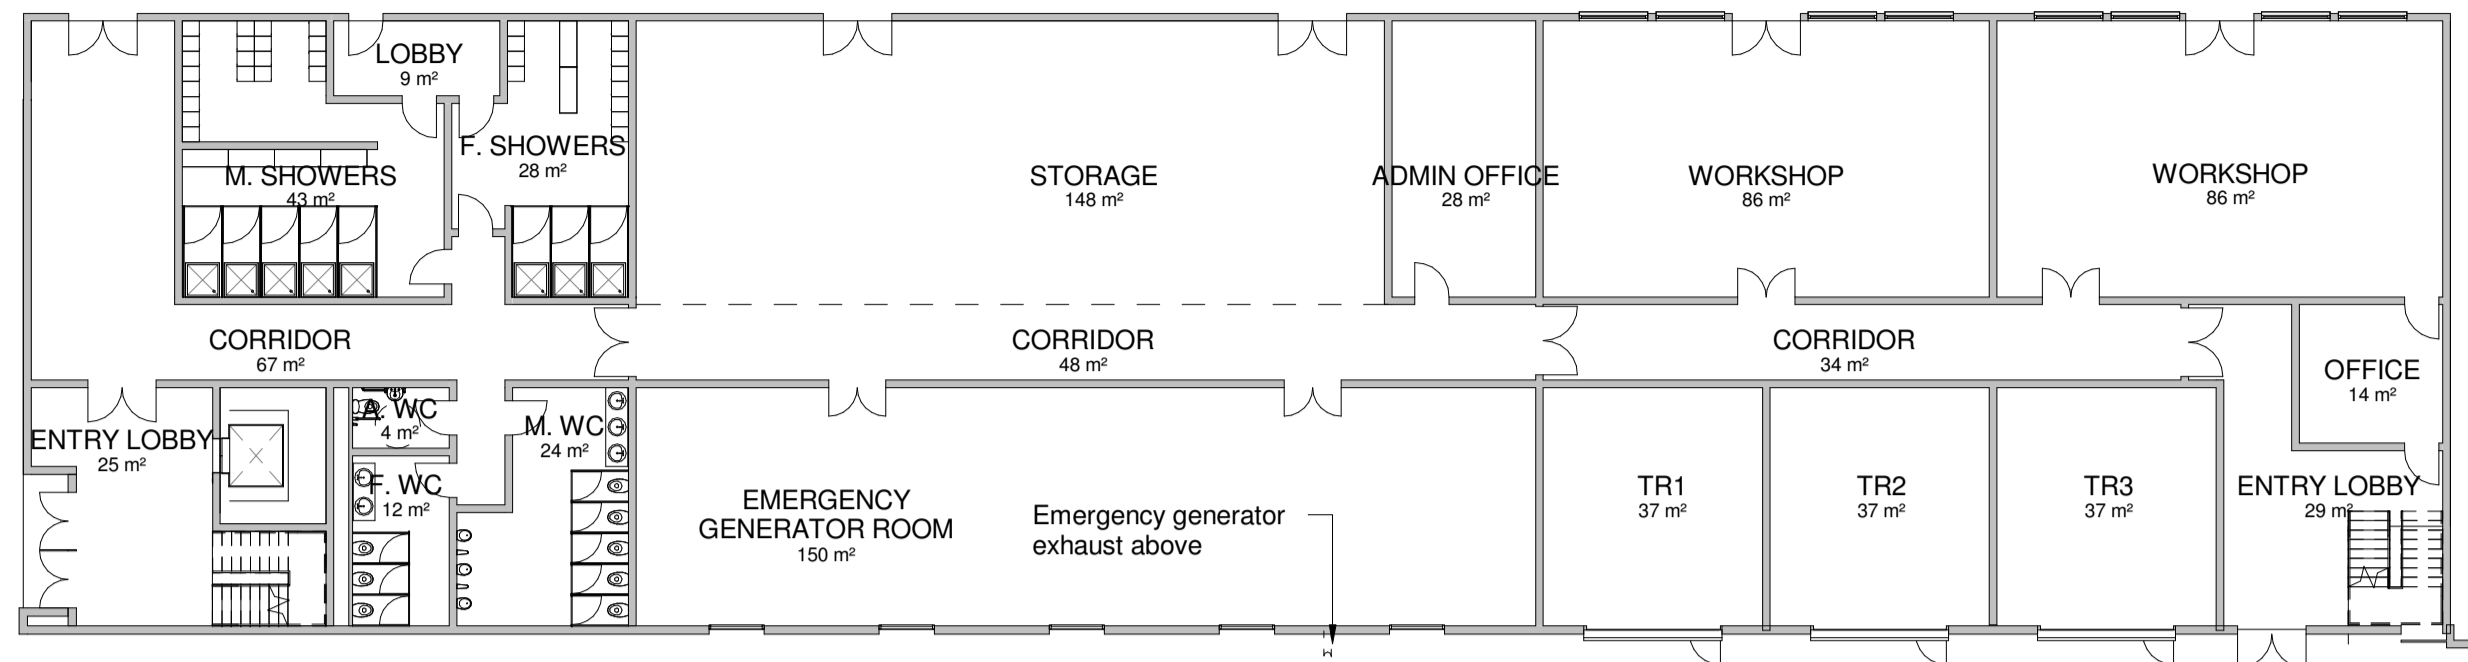 LOBBY
9 m²
F. SHOWERS
28 m²
M. SHOWERS
43 m²
STORAGE
148 m²
ADMIN OFFICE
28 m²
WORKSHOP
86 m²
WORKSHOP
86 m²
CORRIDOR
67 m²
CORRIDOR
48 m²
CORRIDOR
34 m²
OFFICE
14 m²
ENTRY LOBBY
25 m²
A. WC
4 m²
M. WC
24 m²
F. WC
12 m²
EMERGENCY
GENERATOR ROOM
150 m²
Emergency generator
exhaust above
TR1
37 m²
TR2
37 m²
TR3
37 m²
ENTRY LOBBY
29 m²